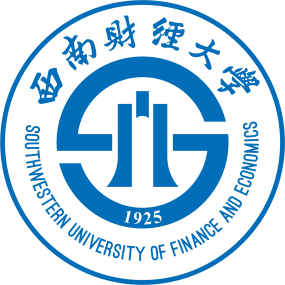 西南财经大学
1925
SOUTHWESTERN UNIVERSITY OF FINANCE AND ECONOMICS